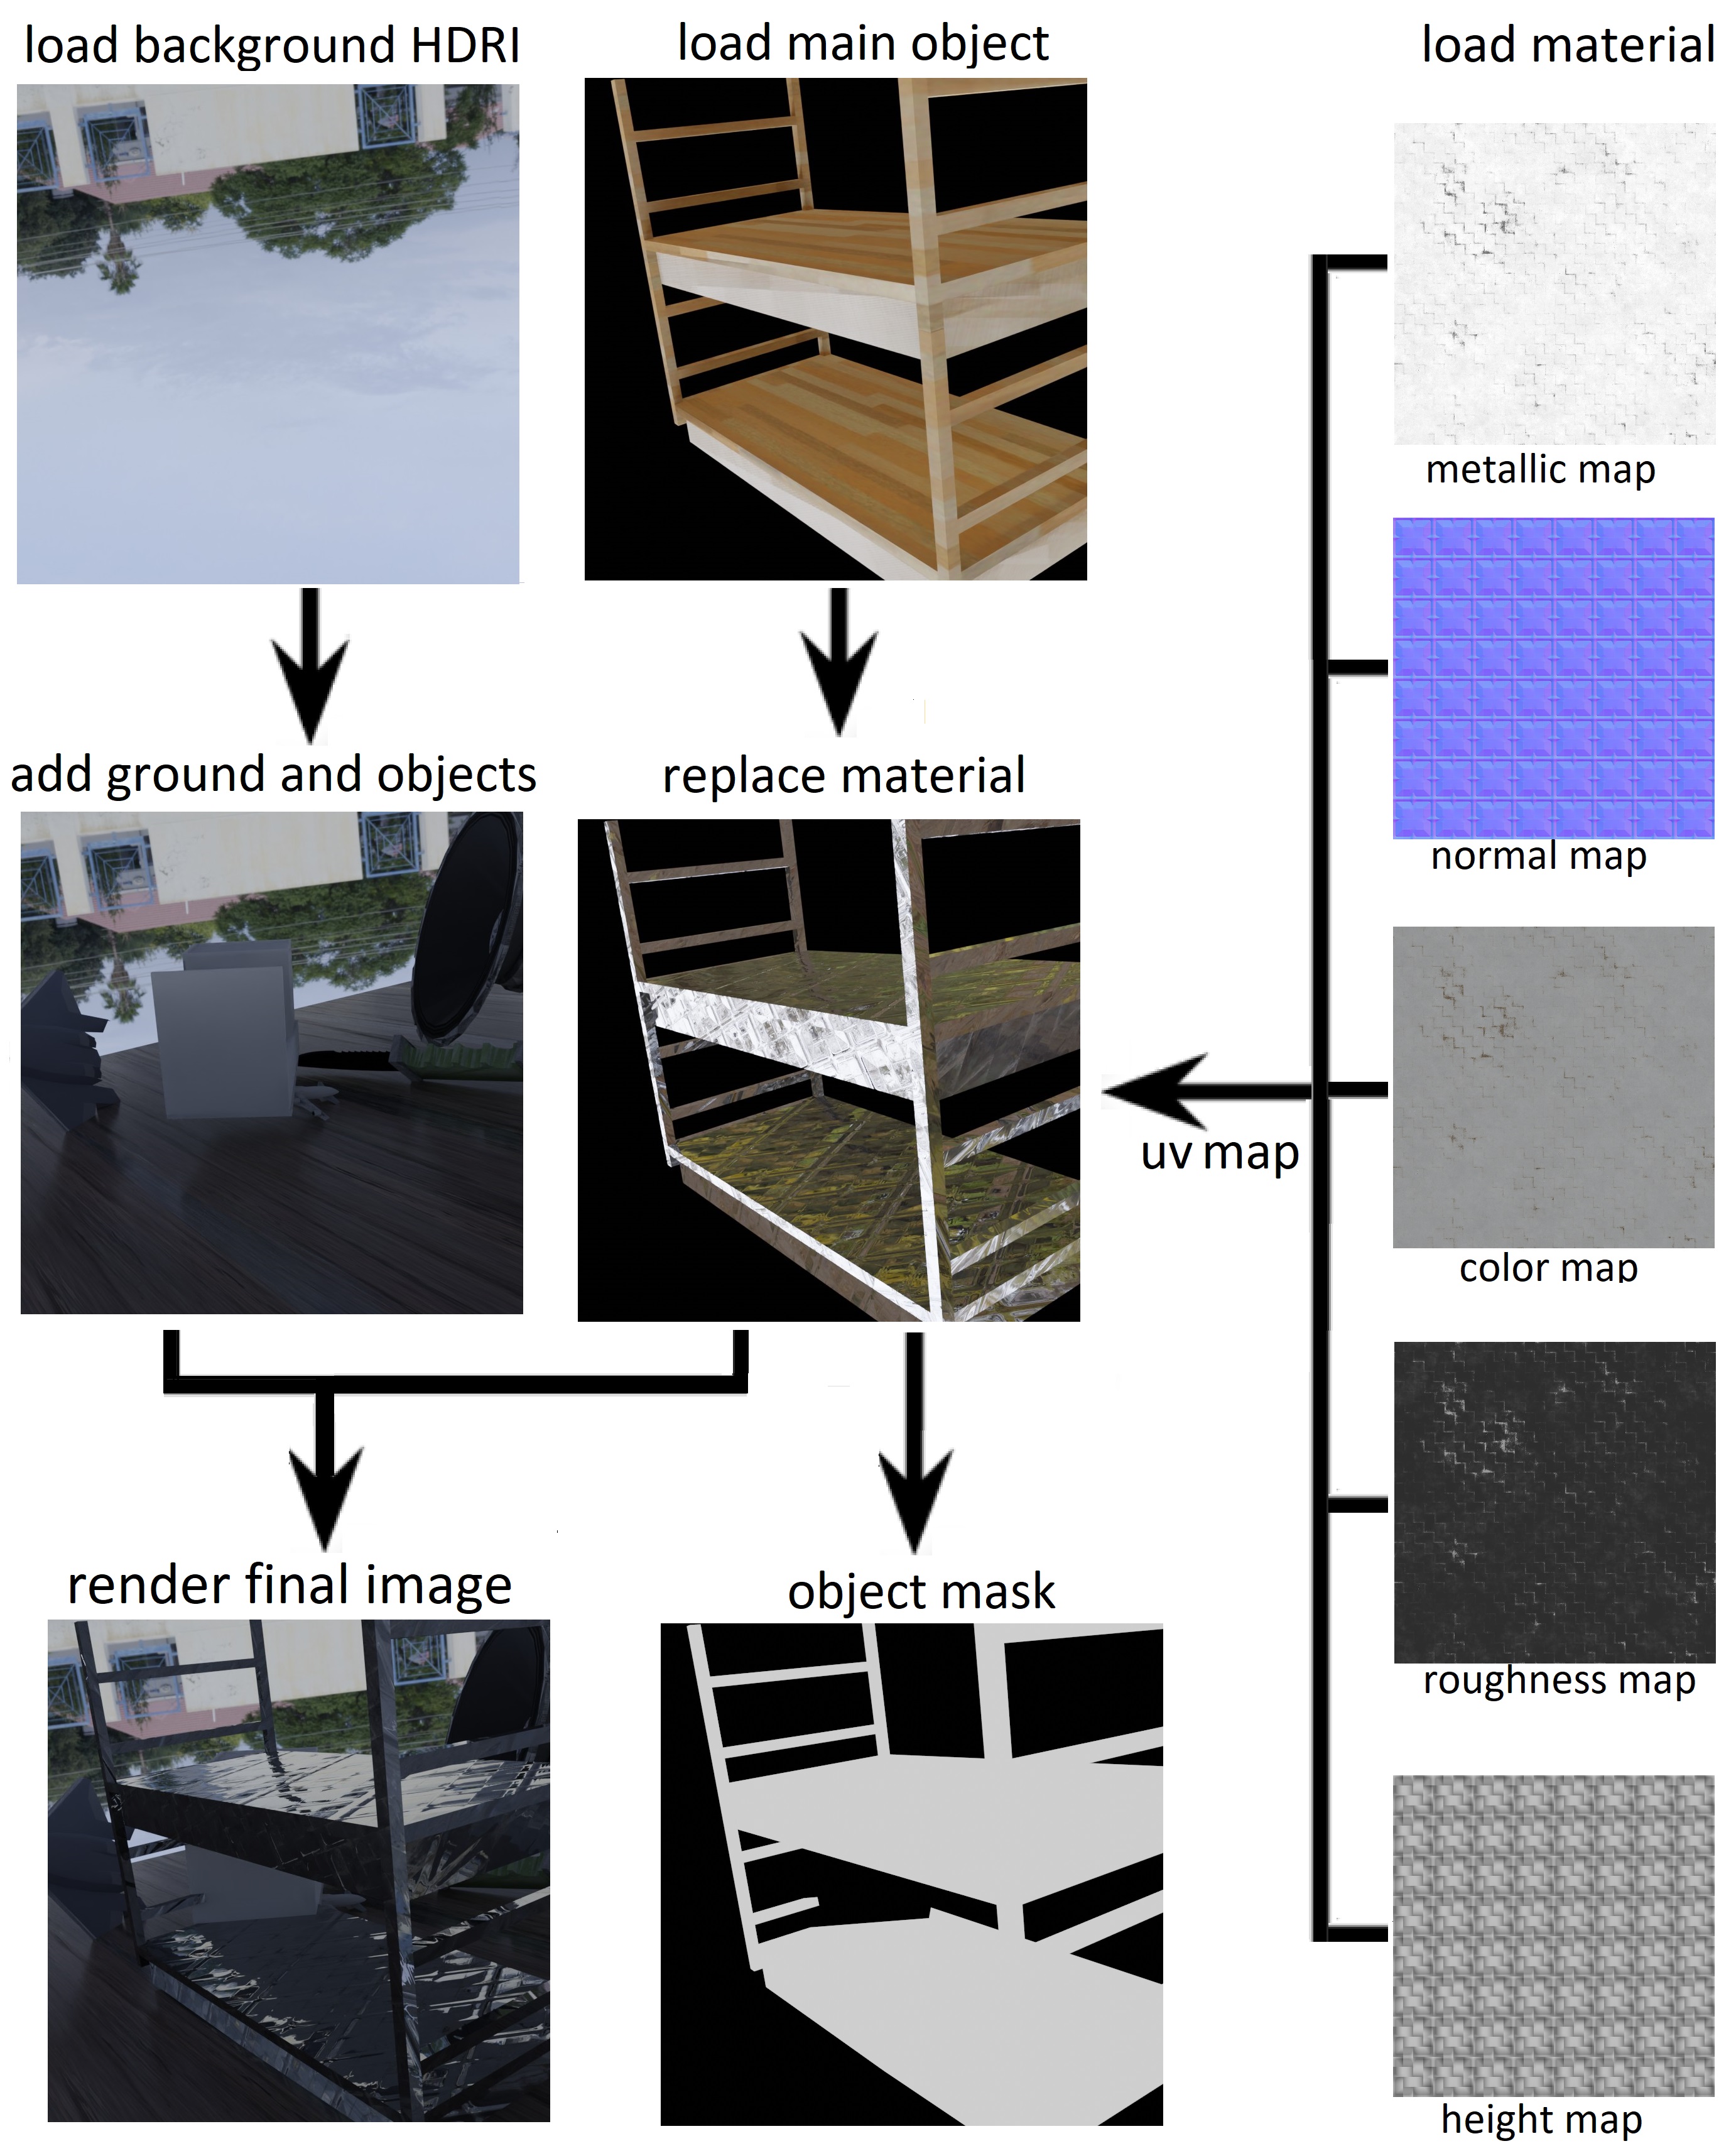 load background HDRI
load main object
load material
metallic map
normal map
add ground and objects
replace material
uv map
color map
render final image
object mask
roughness map
height map